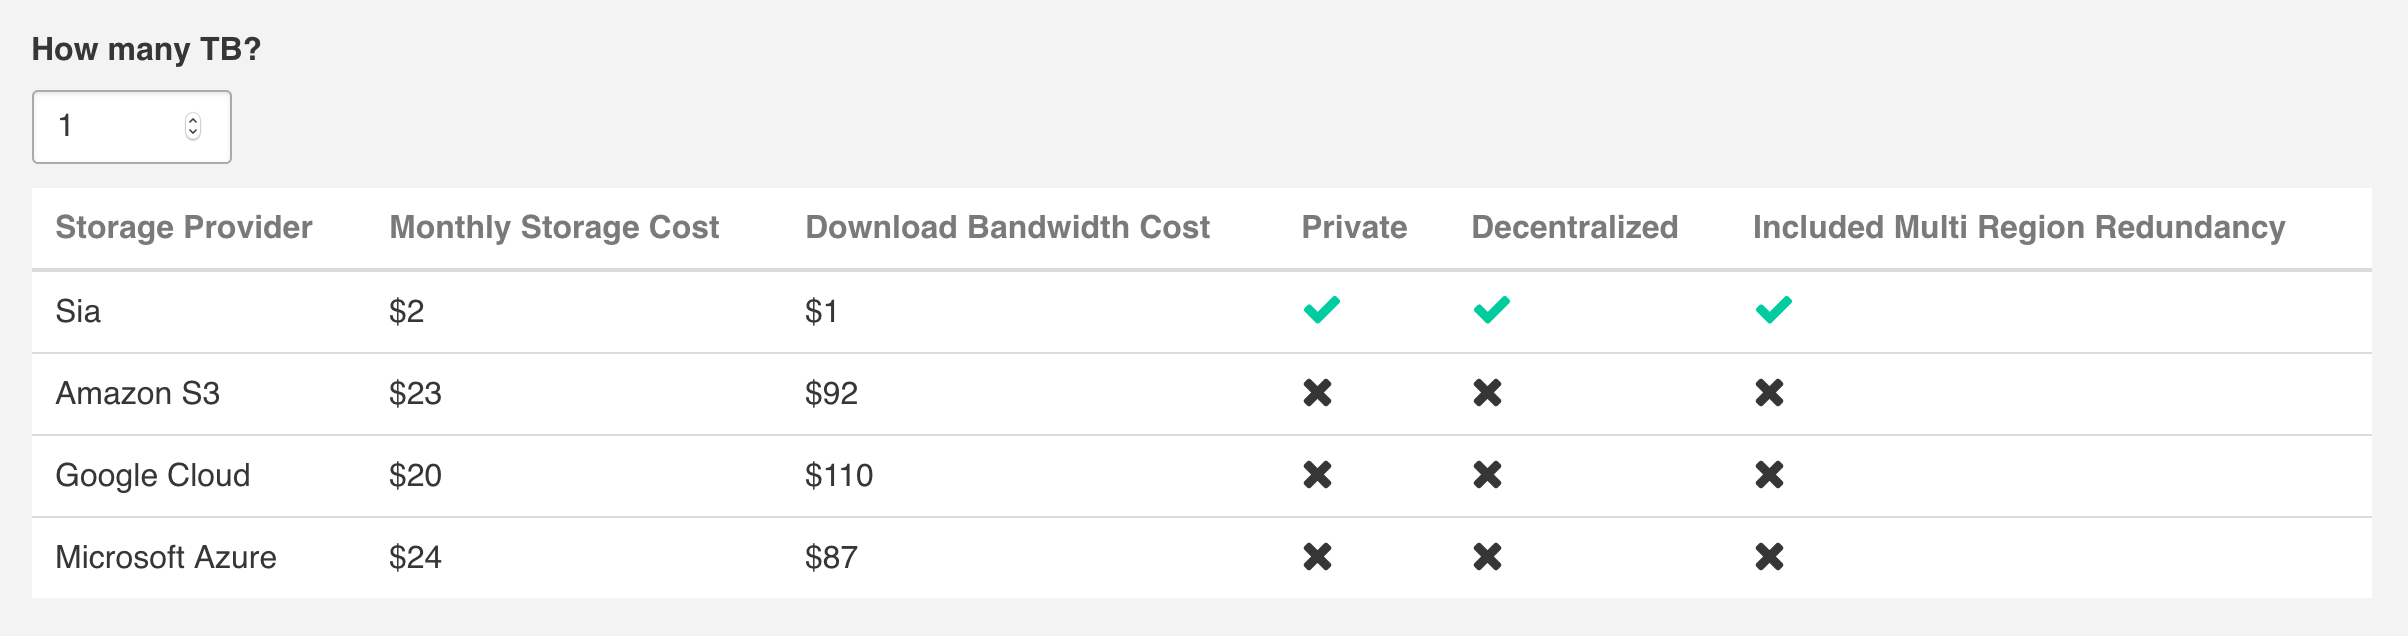 How many TB?
1
Storage Provider Monthly Storage Cost Download Bandwidth Cost Private Decentralized Included Multi Region Redundancy
Sia $2 $1
Amazon S3 $23 $92
Google Cloud $20 $110
Microsoft Azure $24 $87